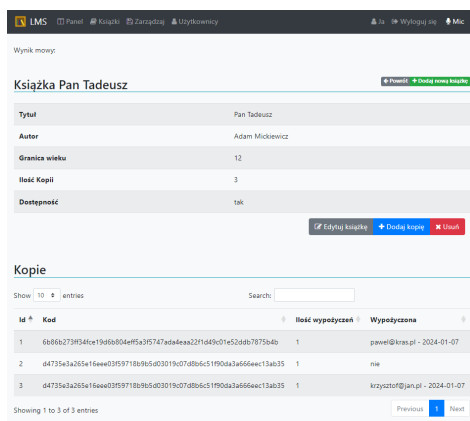 LMS Panel Książki Zarządzaj Użytkownicy Ja Wyloguj się Mic
Wynik mowy:
Książka Pan Tadeusz
Powrót + Dodaj nową książkę
Tytuł Pan Tadeusz
Autor Adam Mickiewicz
Granica wieku 12
Ilość Kopii 3
Dostępność tak
Edytuj książkę + Dodaj kopię × Usuń
Kopie
Show 10 entries Search:
Id Kod Ilość wypożyczeń Wypożyczona
1 6b86b273ff34fce19d6b804eff5a3f5747ada4eaa22f1d49c01e52ddb7875b4b 1 pawel@kras.pl - 2024-01-07
2 d4735e3a265e16eee03f59718b9b5d03019c07d8b6c51f90da3a666eec13ab35 1 nie
3 d4735e3a265e16eee03f59718b9b5d03019c07d8b6c51f90da3a666eec13ab35 1 krzysztof@jan.pl - 2024-01-07
Showing 1 to 3 of 3 entries
Previous 1 Next